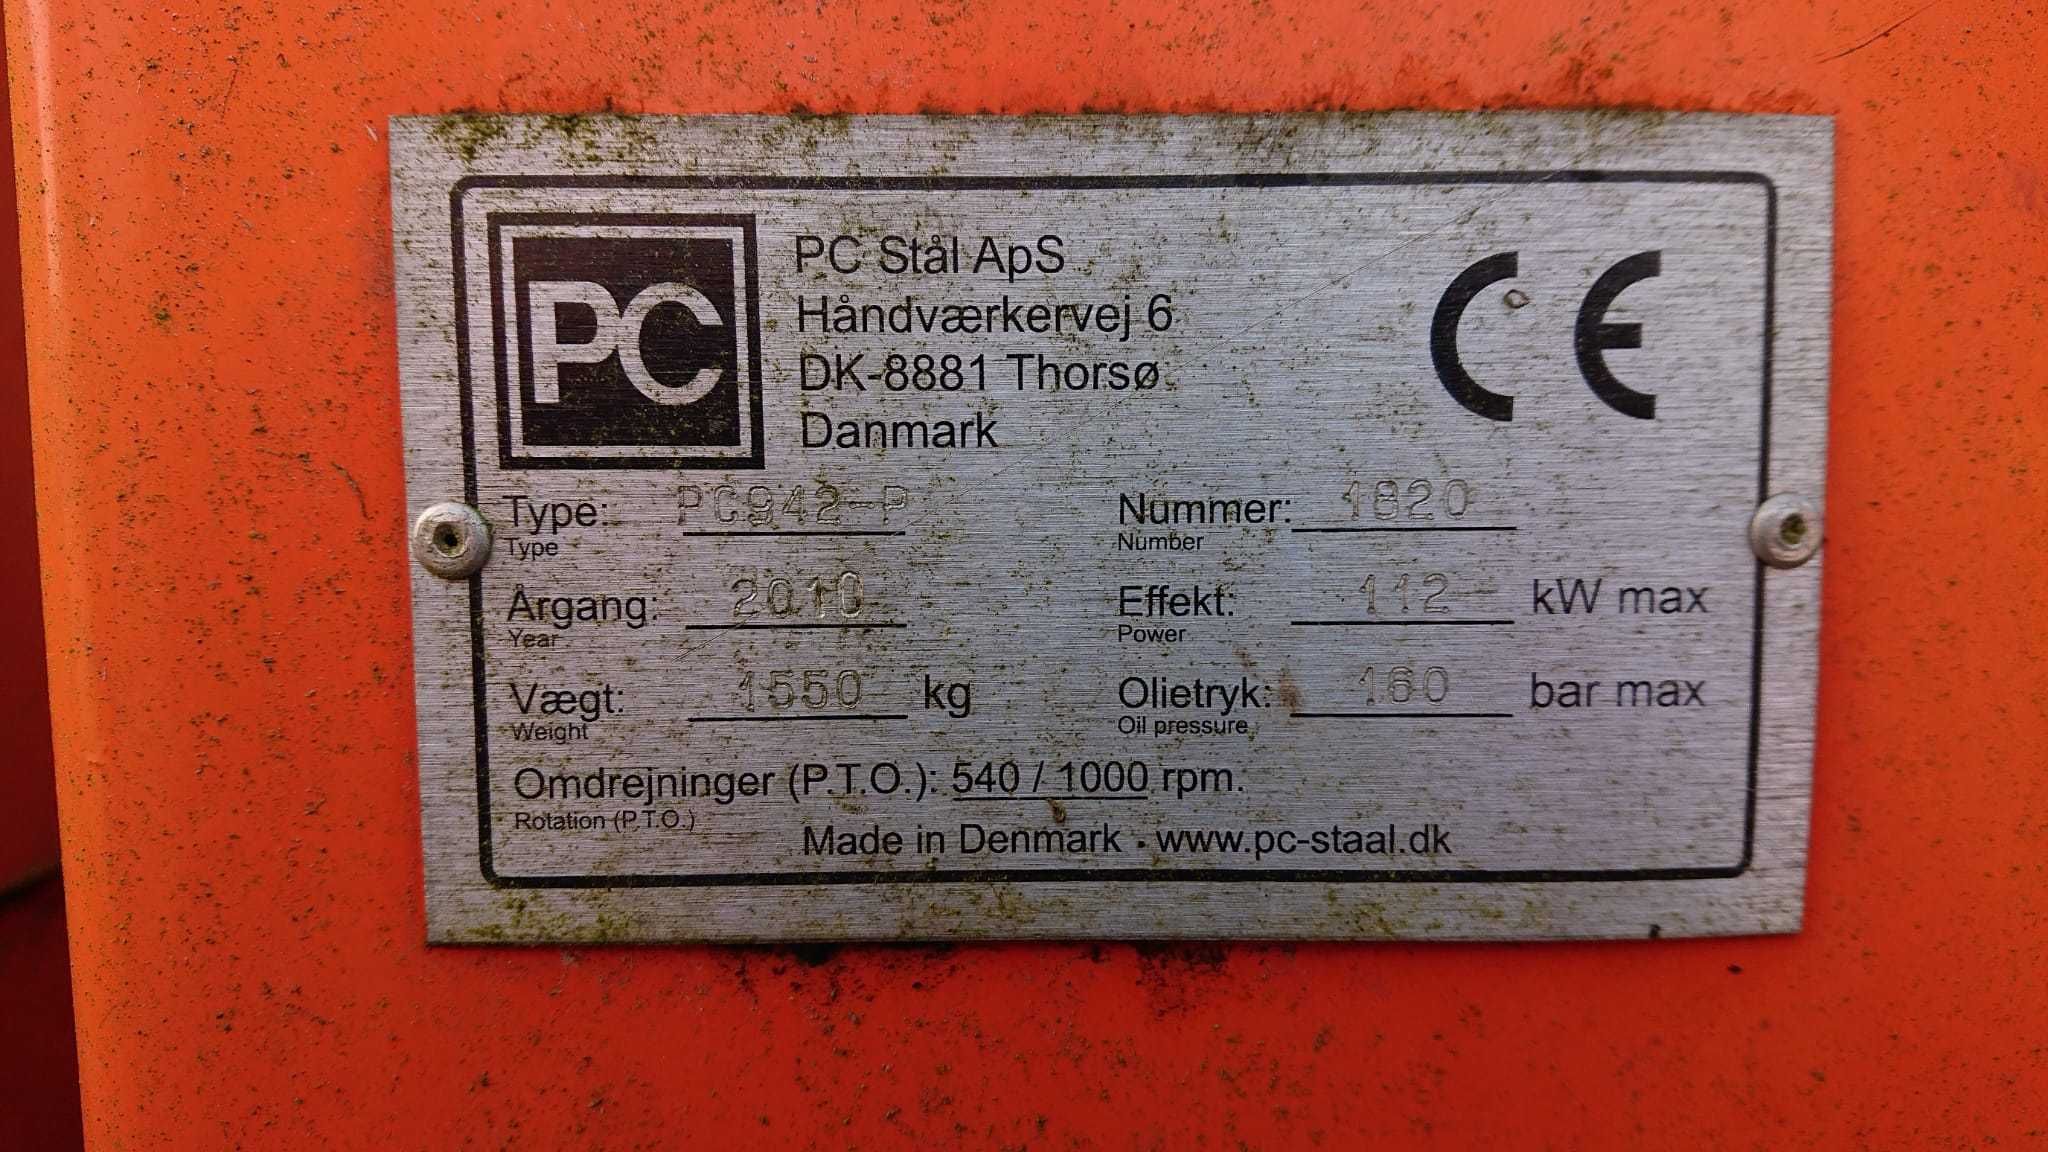 PC
PC Stål ApS
Håndværkervej 6
DK-8881 Thorsø
Danmark
CE
Type: PC942-P
Type
Nummer: 1820
Number
Årgang: 2010
Year
Effekt: 112 kW max
Power
Vægt: 1550 kg
Weight
Olietryk: 160 bar max
Oil pressure
Omdrejninger (P.T.O.): 540 / 1000 rpm.
Rotation (P.T.O.)
Made in Denmark · www.pc-staal.dk